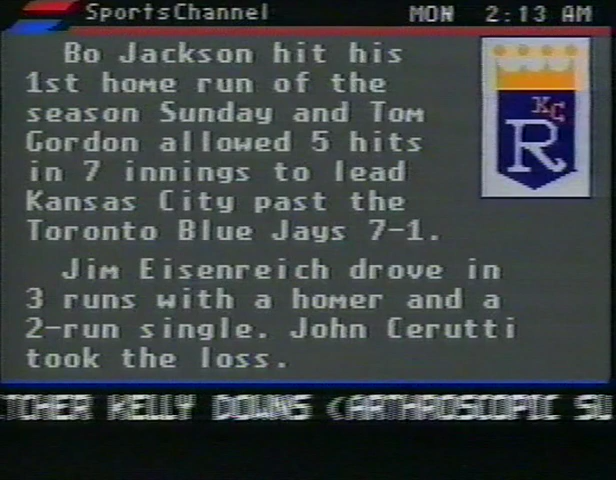 SportsChannel MON 2:13 AM
Bo Jackson hit his
1st home run of the
season Sunday and Tom
Gordon allowed 5 hits
in 7 innings to lead
Kansas City past the
Toronto Blue Jays 7-1.
Jim Eisenreich drove in
3 runs with a homer and a
2-run single. John Cerutti
took the loss.
KC
R
TCHER KELLY DOWNS (ARTHROSCOPIC SU